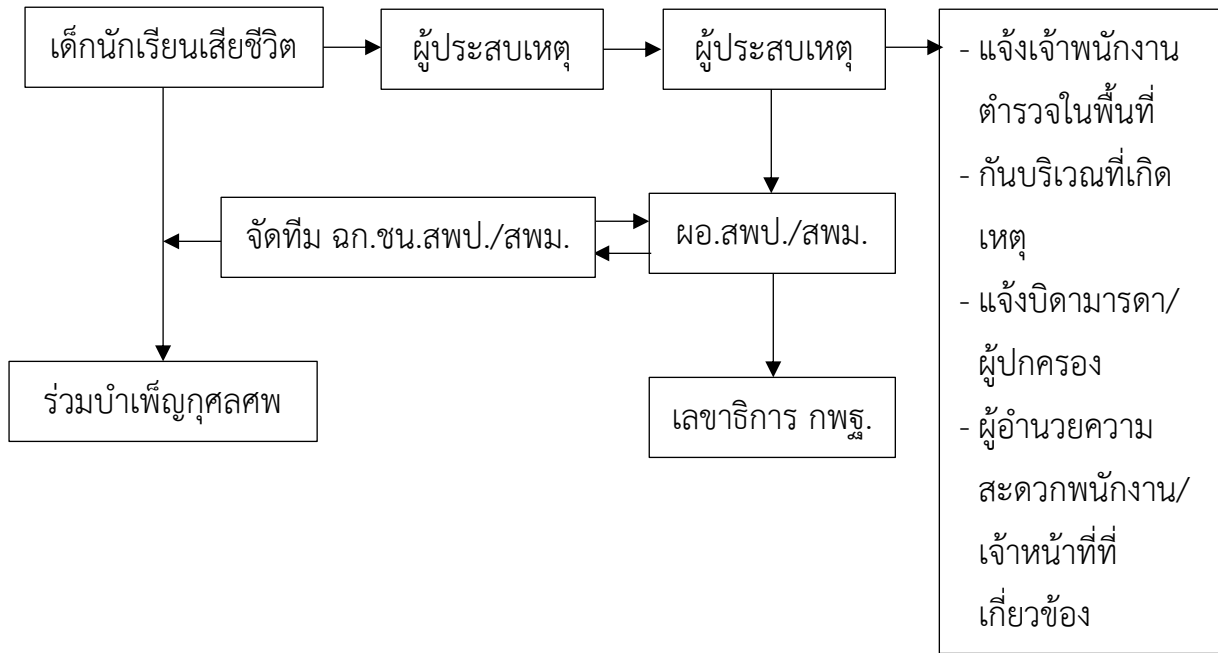 เด็กนักเรียนเสียชีวิต
ผู้ประสบเหตุ
ผู้ประสบเหตุ
- แจ้งเจ้าพนักงาน
ตำรวจในพื้นที่
- กันบริเวณที่เกิด
เหตุ
- แจ้งบิดามารดา/
ผู้ปกครอง
- ผู้อำนวยความ
สะดวกพนักงาน/
เจ้าหน้าที่ที่
เกี่ยวข้อง
จัดทีม ฉก.ชน.สพป./สพม.
ผอ.สพป./สพม.
ร่วมบำเพ็ญกุศลศพ
เลขาธิการ กพฐ.